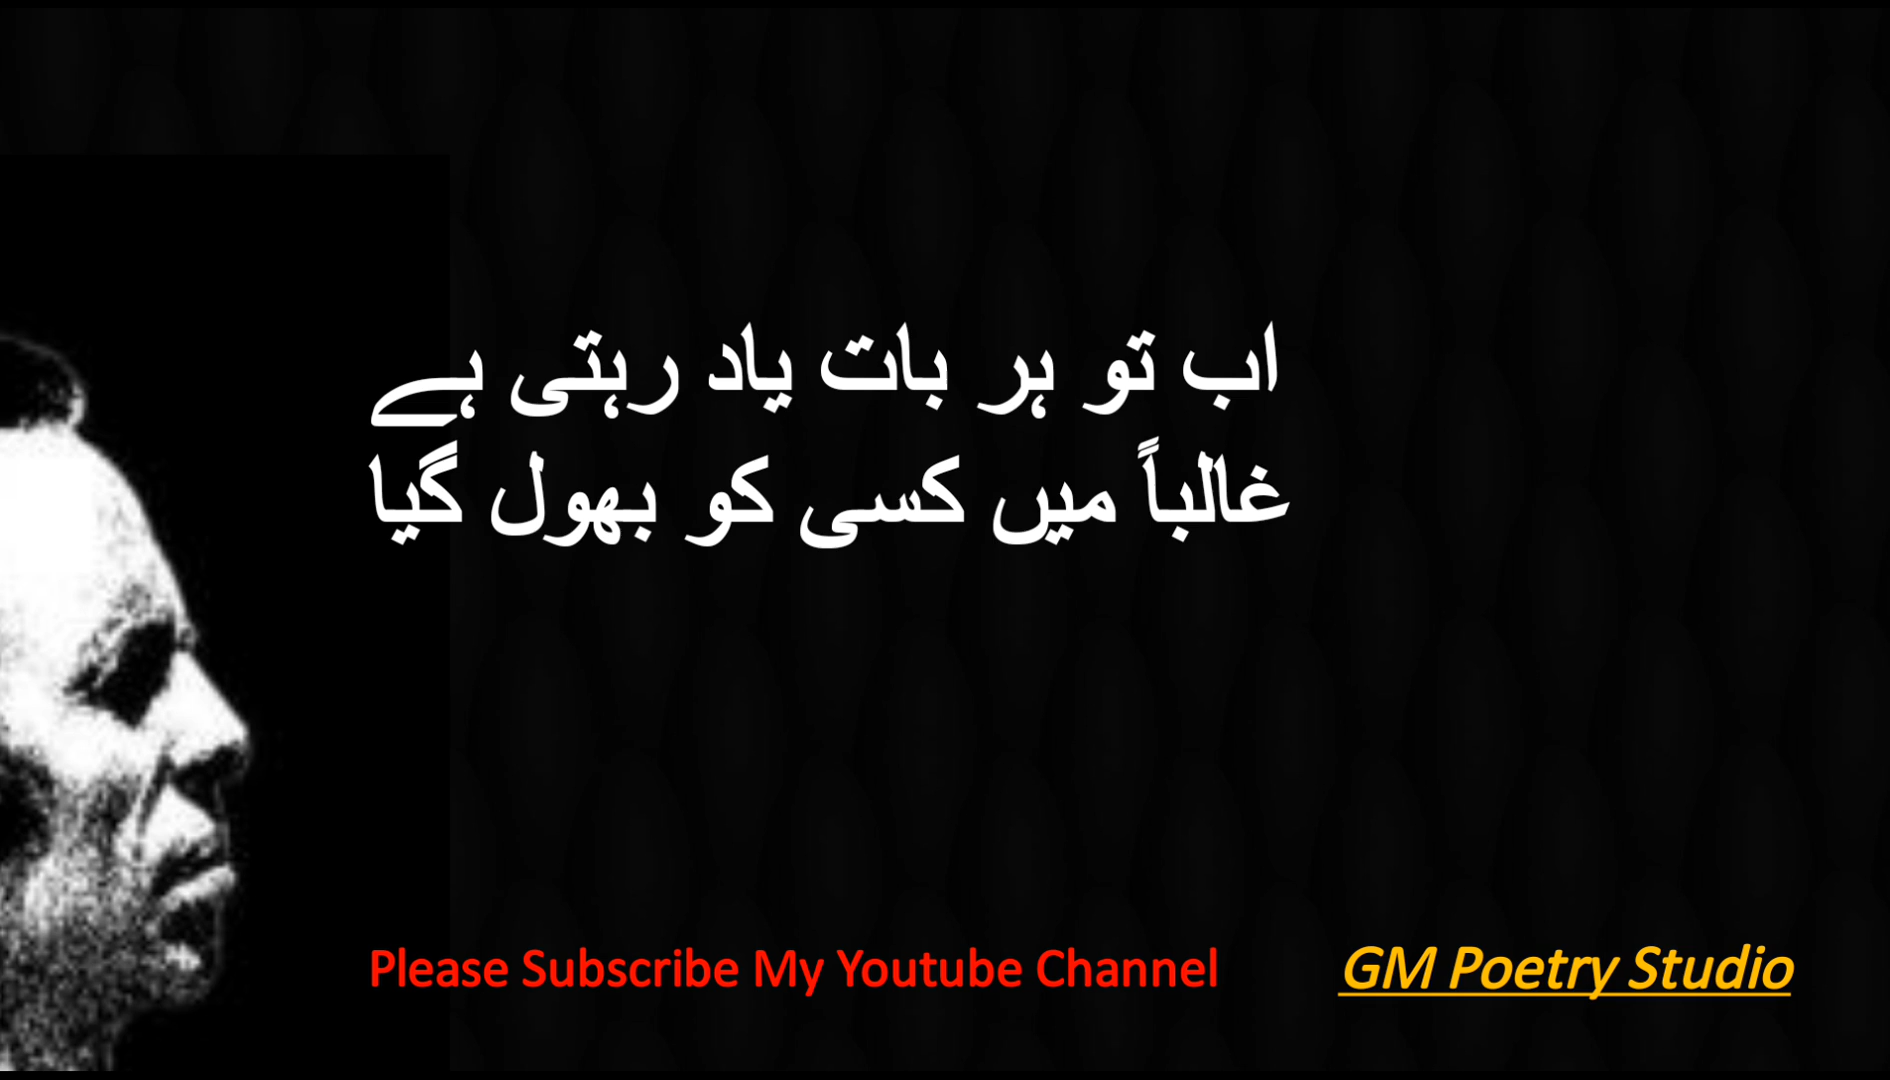 اب تو ہر بات یاد رہتی ہے
غالباً میں کسی کو بھول گیا
Please Subscribe My Youtube Channel
GM Poetry Studio